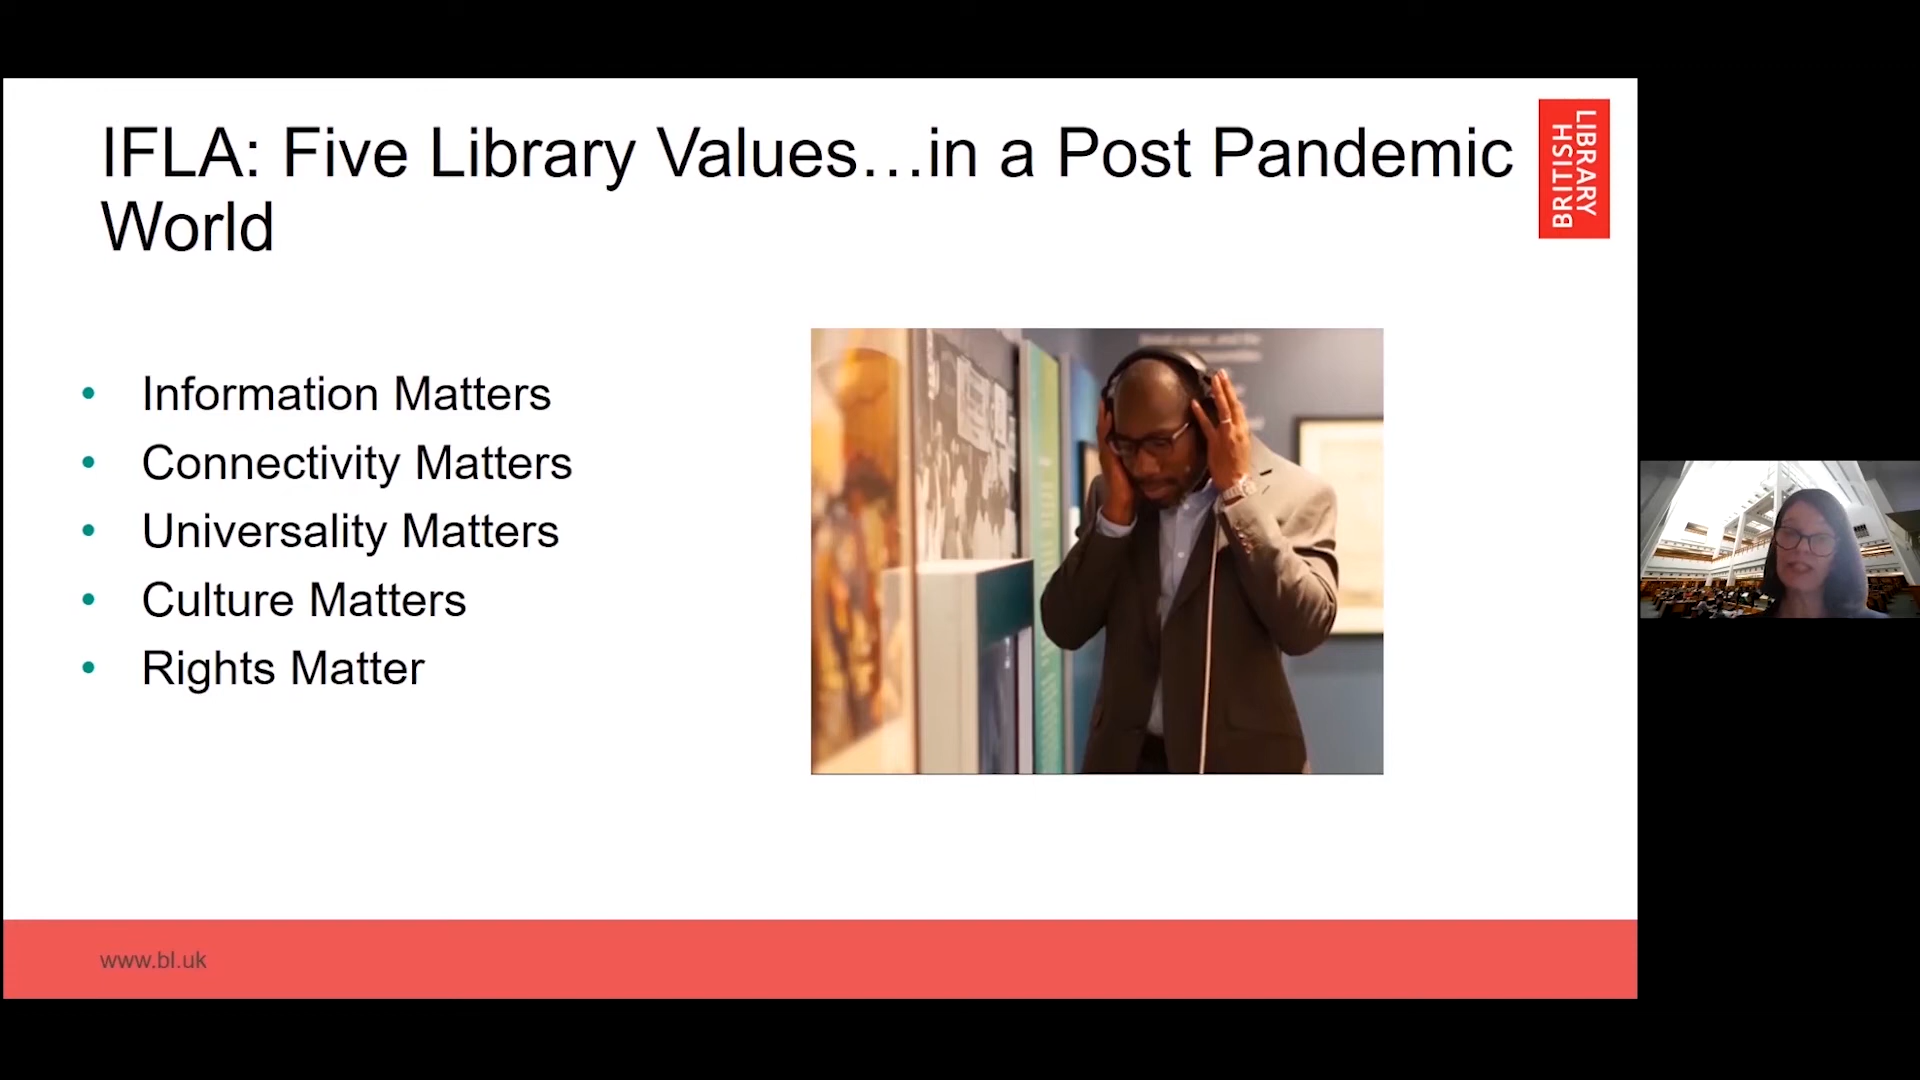 IFLA: Five Library Values…in a Post Pandemic
World
BRITISH
LIBRARY
• Information Matters
• Connectivity Matters
• Universality Matters
• Culture Matters
• Rights Matter
www.bl.uk